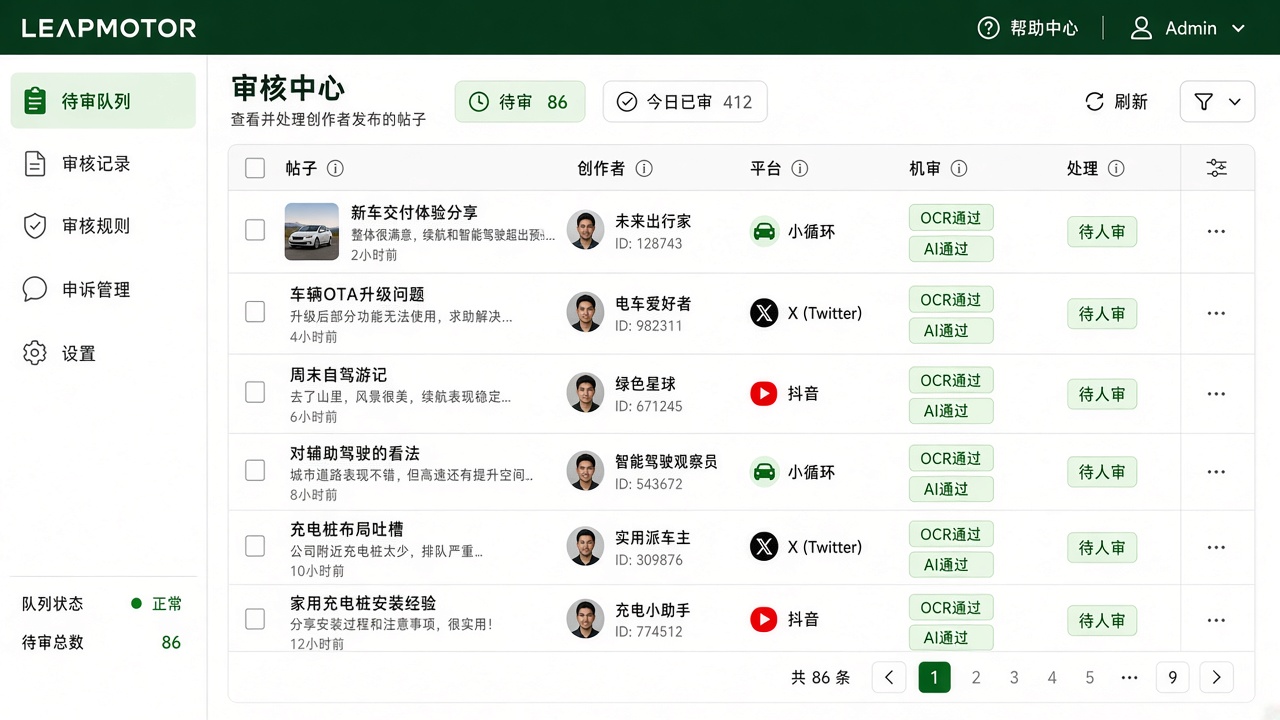 LEAPMOTOR
帮助中心
Admin
待审队列
审核记录
审核规则
申诉管理
设置
队列状态 正常
待审总数 86
审核中心
查看并处理创作者发布的帖子
待审 86
今日已审 412
刷新
帖子 创作者 平台 机审 处理
新车交付体验分享
整体很满意，续航和智能驾驶超出预...
2小时前
未来出行家
ID: 128743
小循环
OCR通过
AI通过
待人审
车辆OTA升级问题
升级后部分功能无法使用，求助解决...
4小时前
电车爱好者
ID: 982311
X (Twitter)
OCR通过
AI通过
待人审
周末自驾游记
去了山里，风景很美，续航表现稳定...
6小时前
绿色星球
ID: 671245
抖音
OCR通过
AI通过
待人审
对辅助驾驶的看法
城市道路表现不错，但高速还有提升空间...
8小时前
智能驾驶观察员
ID: 543672
小循环
OCR通过
AI通过
待人审
充电桩布局吐槽
公司附近充电桩太少，排队严重...
10小时前
实用派车主
ID: 309876
X (Twitter)
OCR通过
AI通过
待人审
家用充电桩安装经验
分享安装过程和注意事项，很实用！
12小时前
充电小助手
ID: 774512
抖音
OCR通过
AI通过
待人审
共 86 条
1 2 3 4 5 ... 9